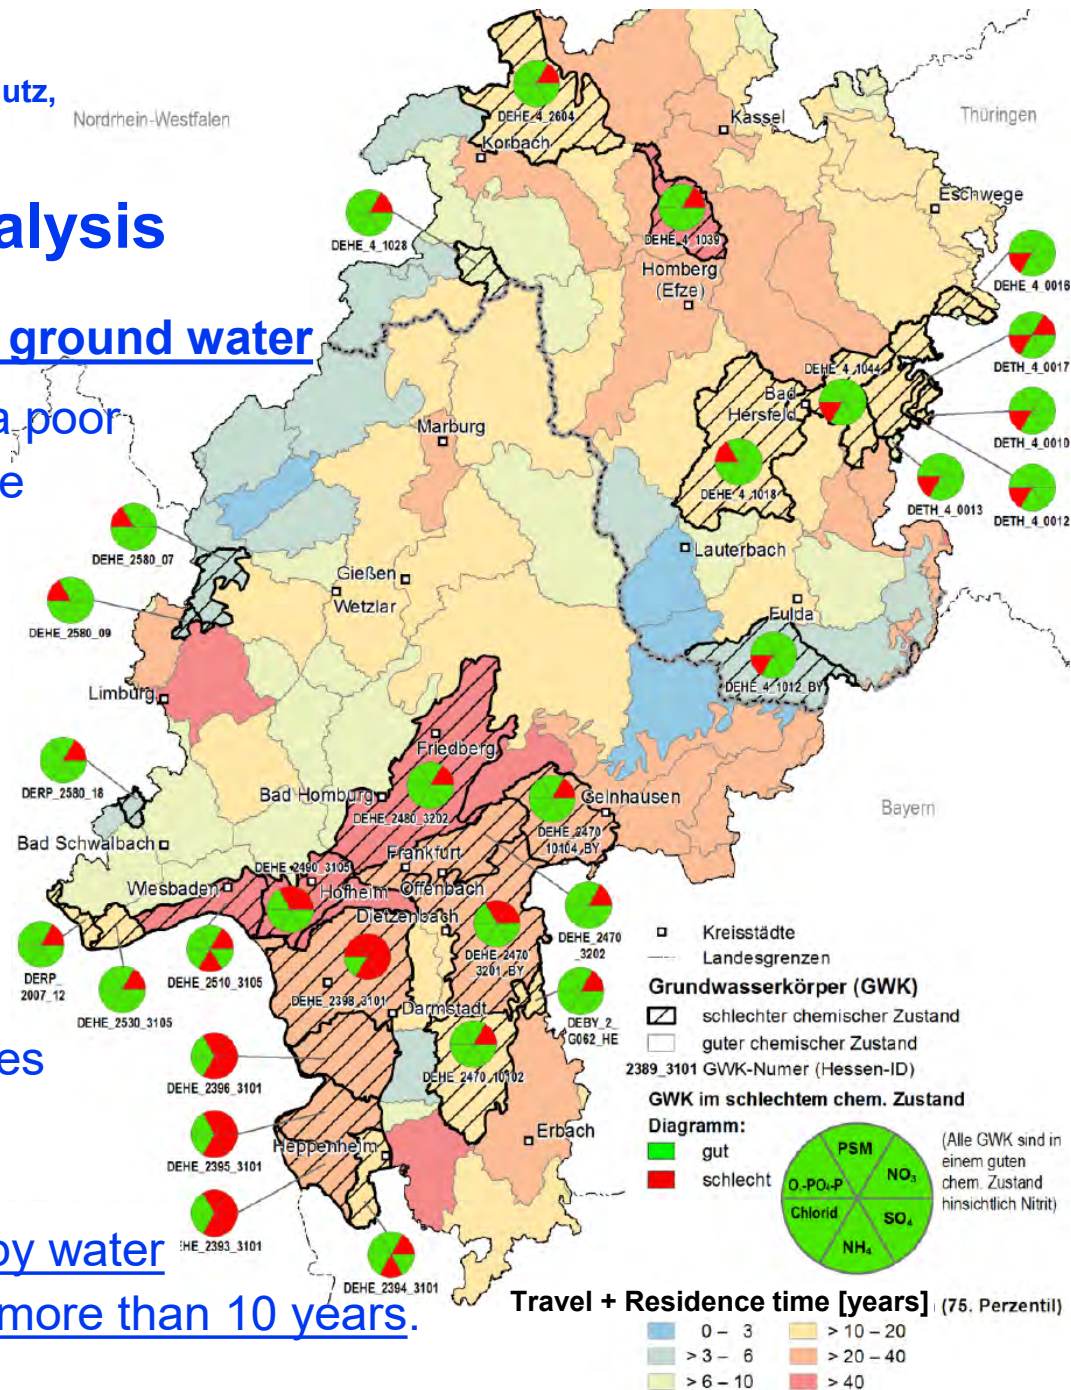 utz,
Nordrhein-Westfalen
Thüringen
DEHE_4_2604
Kassel
Korbach
alysis
Eschwege
DEHE_4_1028
DEHE_4_1039
Homberg
(Efze)
DEHE_4_0016
ground water
DETH_4_0017
DEHE_4_1044
Bad
Hersfeld
a poor
Marburg
DETH_4_0010
e
DEHE_4_1018
DETH_4_0013
DETH_4_0012
DEHE_2580_07
Lauterbach
Gießen
Wetzlar
Fulda
DEHE_2580_09
DEHE_4_1012_BY
Limburg
Friedberg
DERP_2580_18
Bad Homburg
DEHE_2480_3202
Gelnhausen
DEHE_2470
10104_BY
Bayern
Bad Schwalbach
Frankfurt
DEHE_2490_3105
Wiesbaden
Hofheim
Offenbach
Dietzenbach
DEHE_2470
_3202
DERP_
2007_12
DEHE_2510_3105
DEHE_2470
3201_BY
DEHE_2398_3101
DEHE_2530_3105
Darmstadt
DEBY_2_
G062_HE
Kreisstädte
Landesgrenzen
Grundwasserkörper (GWK)
schlechter chemischer Zustand
guter chemischer Zustand
2389_3101 GWK-Numer (Hessen-ID)
es
DEHE_2396_3101
DEHE_2470_10102
GWK im schlechtem chem. Zustand
Diagramm:
gut
schlecht
PSM
NO₃
SO₄
NH₄
Chlorid
O.-PO₄-P
(Alle GWK sind in
einem guten
chem. Zustand
hinsichtlich Nitrit)
Erbach
Heppenheim
DEHE_2395_3101
HE_2393_3101
by water
DEHE_2394_3101
more than 10 years.
Travel + Residence time [years] (75. Perzentil)
0 – 3
> 10 – 20
> 3 – 6
> 20 – 40
> 6 – 10
> 40